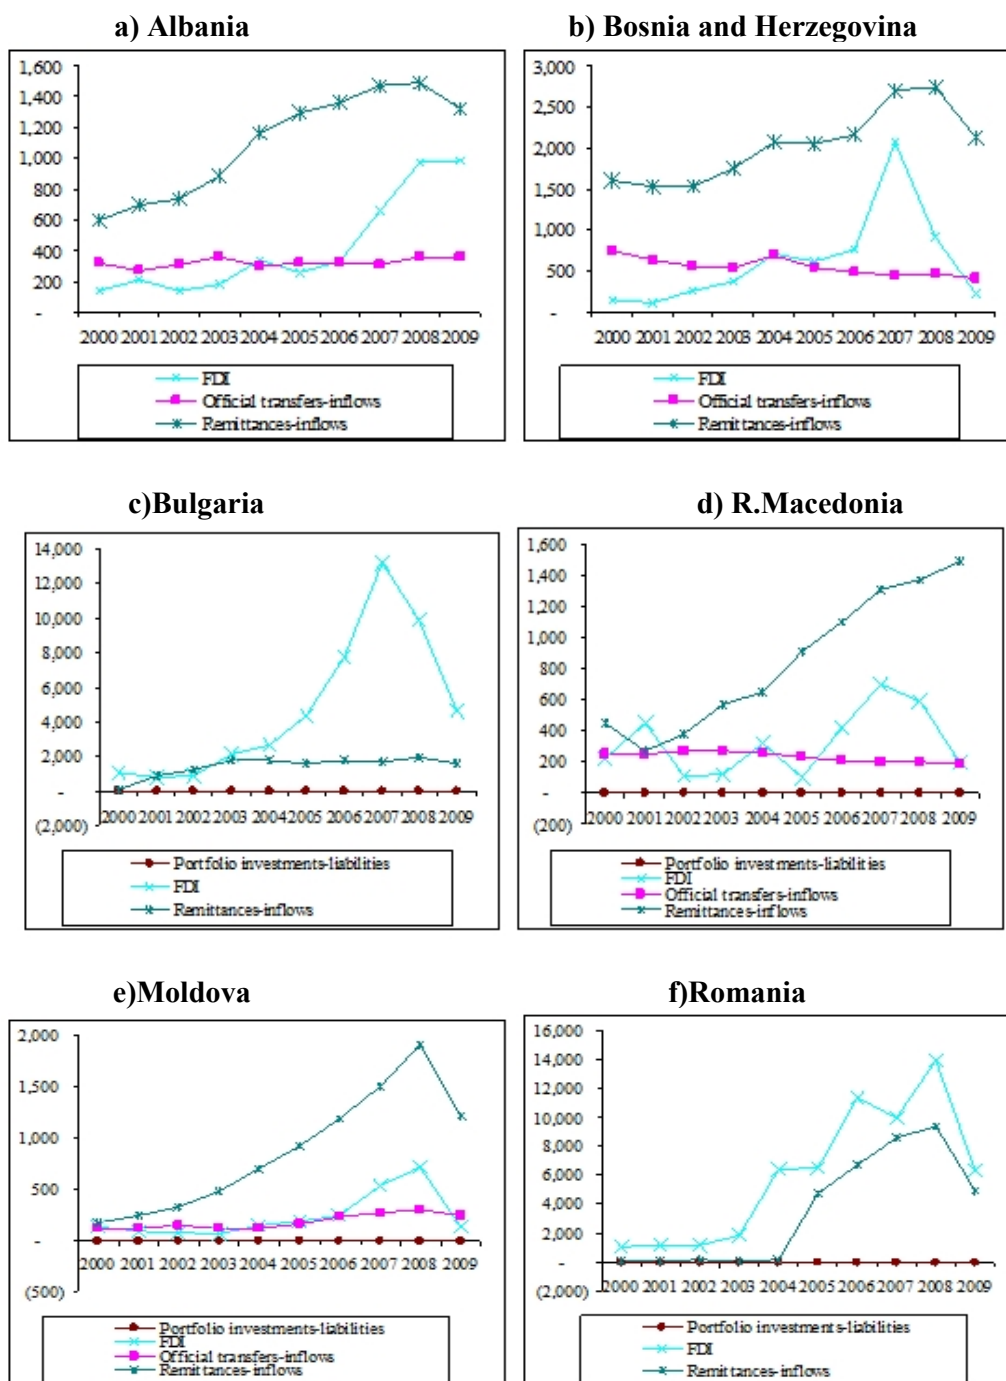 a) Albania
1,600
1,400
1,200
1,000
800
600
400
200
-
2000 2001 2002 2003 2004 2005 2006 2007 2008 2009
FDI
Official transfers-inflows
Remittances-inflows
b) Bosnia and Herzegovina
3,000
2,500
2,000
1,500
1,000
500
-
2000 2001 2002 2003 2004 2005 2006 2007 2008 2009
FDI
Official transfers-inflows
Remittances-inflows
c)Bulgaria
14,000
12,000
10,000
8,000
6,000
4,000
2,000
-
(2,000)
2000 2001 2002 2003 2004 2005 2006 2007 2008 2009
Portfolio investments-liabilities
FDI
Remittances-inflows
d) R.Macedonia
1,600
1,400
1,200
1,000
800
600
400
200
-
(200)
2000 2001 2002 2003 2004 2005 2006 2007 2008 2009
Portfolio investments-liabilities
FDI
Official transfers-inflows
Remittances-inflows
e)Moldova
2,000
1,500
1,000
500
-
(500)
2000 2001 2002 2003 2004 2005 2006 2007 2008 2009
Portfolio investments-liabilities
FDI
Official transfers-inflows
Remittances-inflows
f)Romania
16,000
14,000
12,000
10,000
8,000
6,000
4,000
2,000
-
(2,000)
2000 2001 2002 2003 2004 2005 2006 2007 2008 2009
Portfolio investments-liabilities
FDI
Remittances-inflows